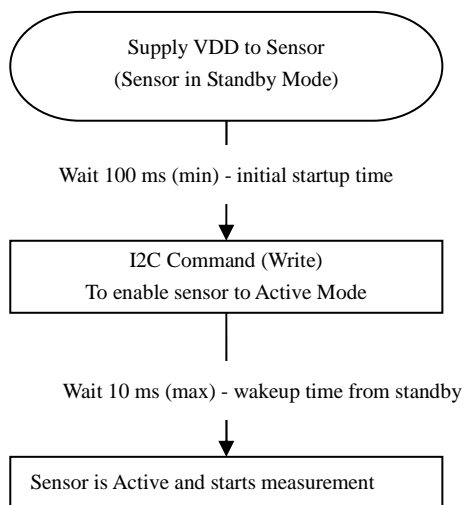 Supply VDD to Sensor
(Sensor in Standby Mode)
Wait 100 ms (min) - initial startup time
I2C Command (Write)
To enable sensor to Active Mode
Wait 10 ms (max) - wakeup time from standby
Sensor is Active and starts measurement